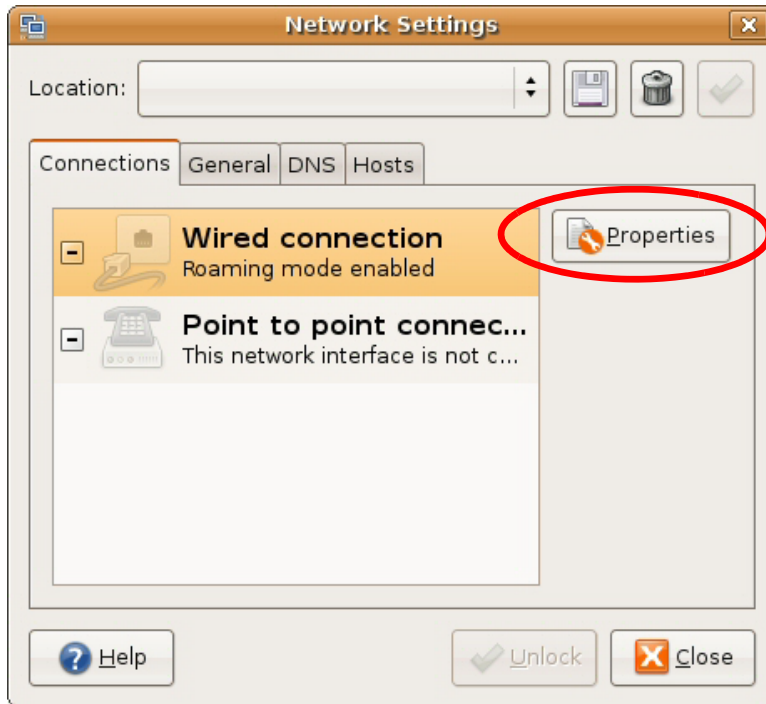 Network Settings
Location:
Connections General DNS Hosts
Wired connection
Roaming mode enabled
Properties
Point to point connec...
This network interface is not c...
Help Unlock Close